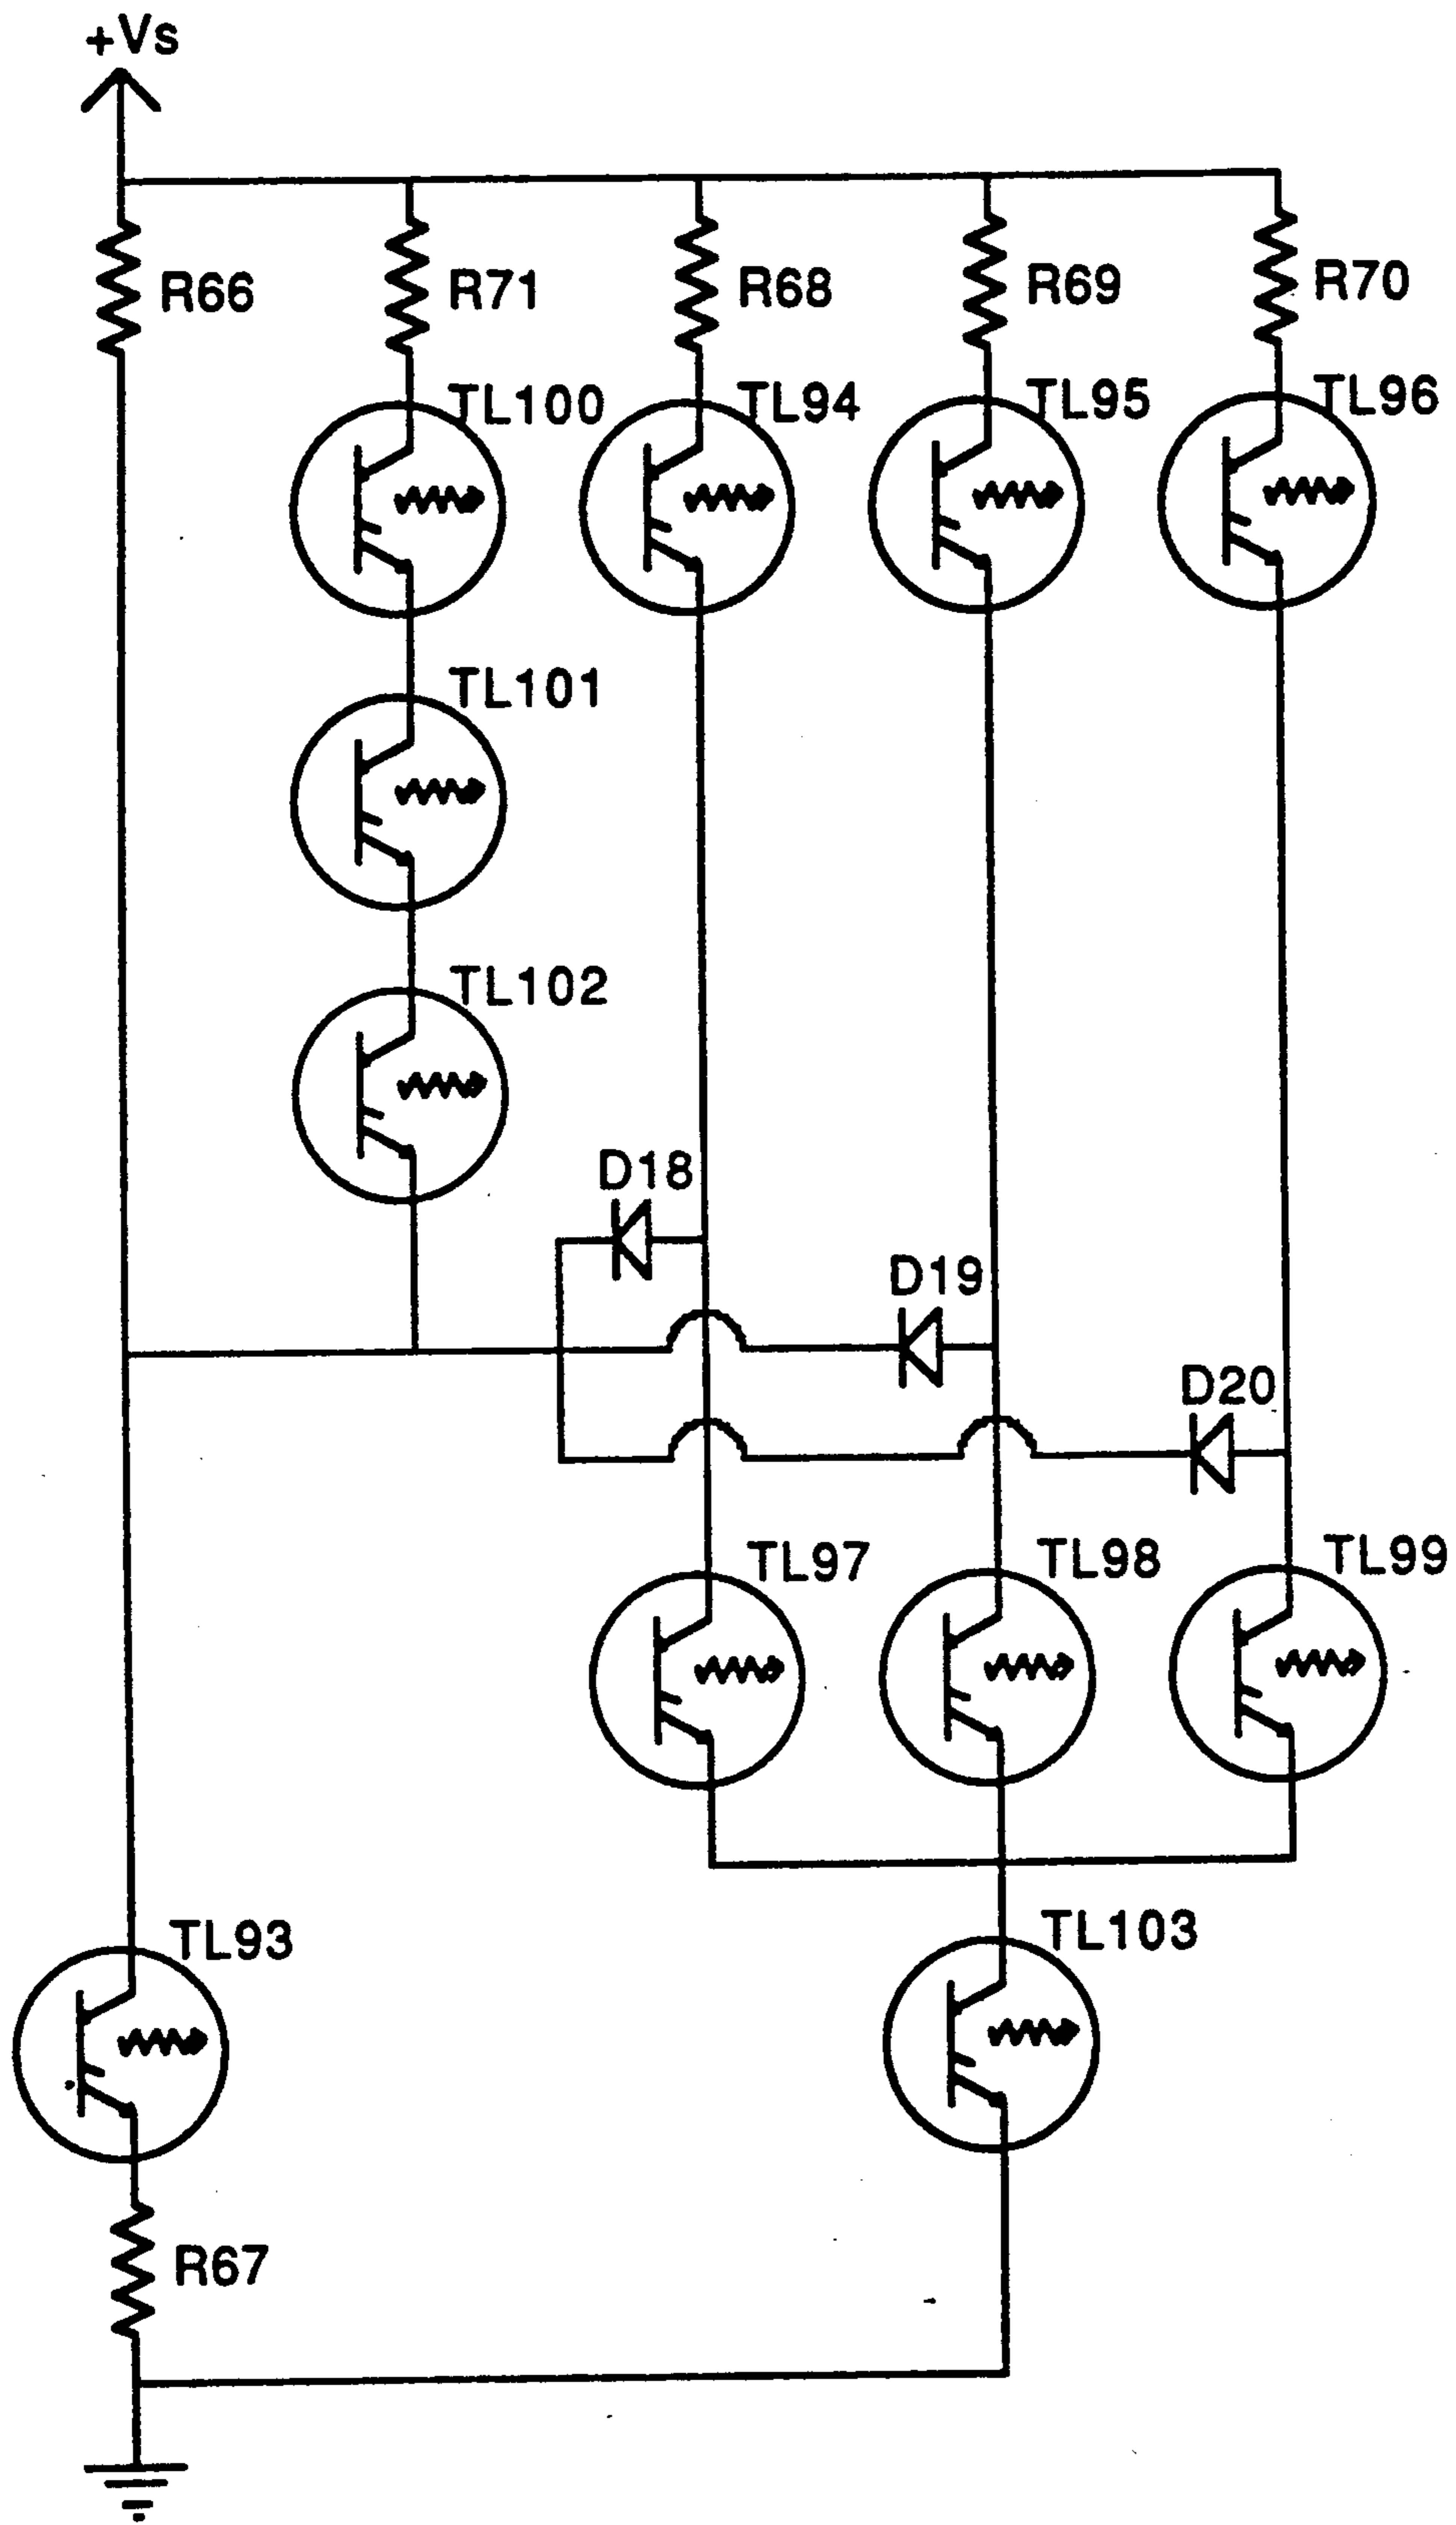 +Vs
R66
R71
R68
R69
R70
TL100
TL94
TL95
TL96
TL101
TL102
D18
D19
D20
TL97
TL98
TL99
TL93
TL103
R67